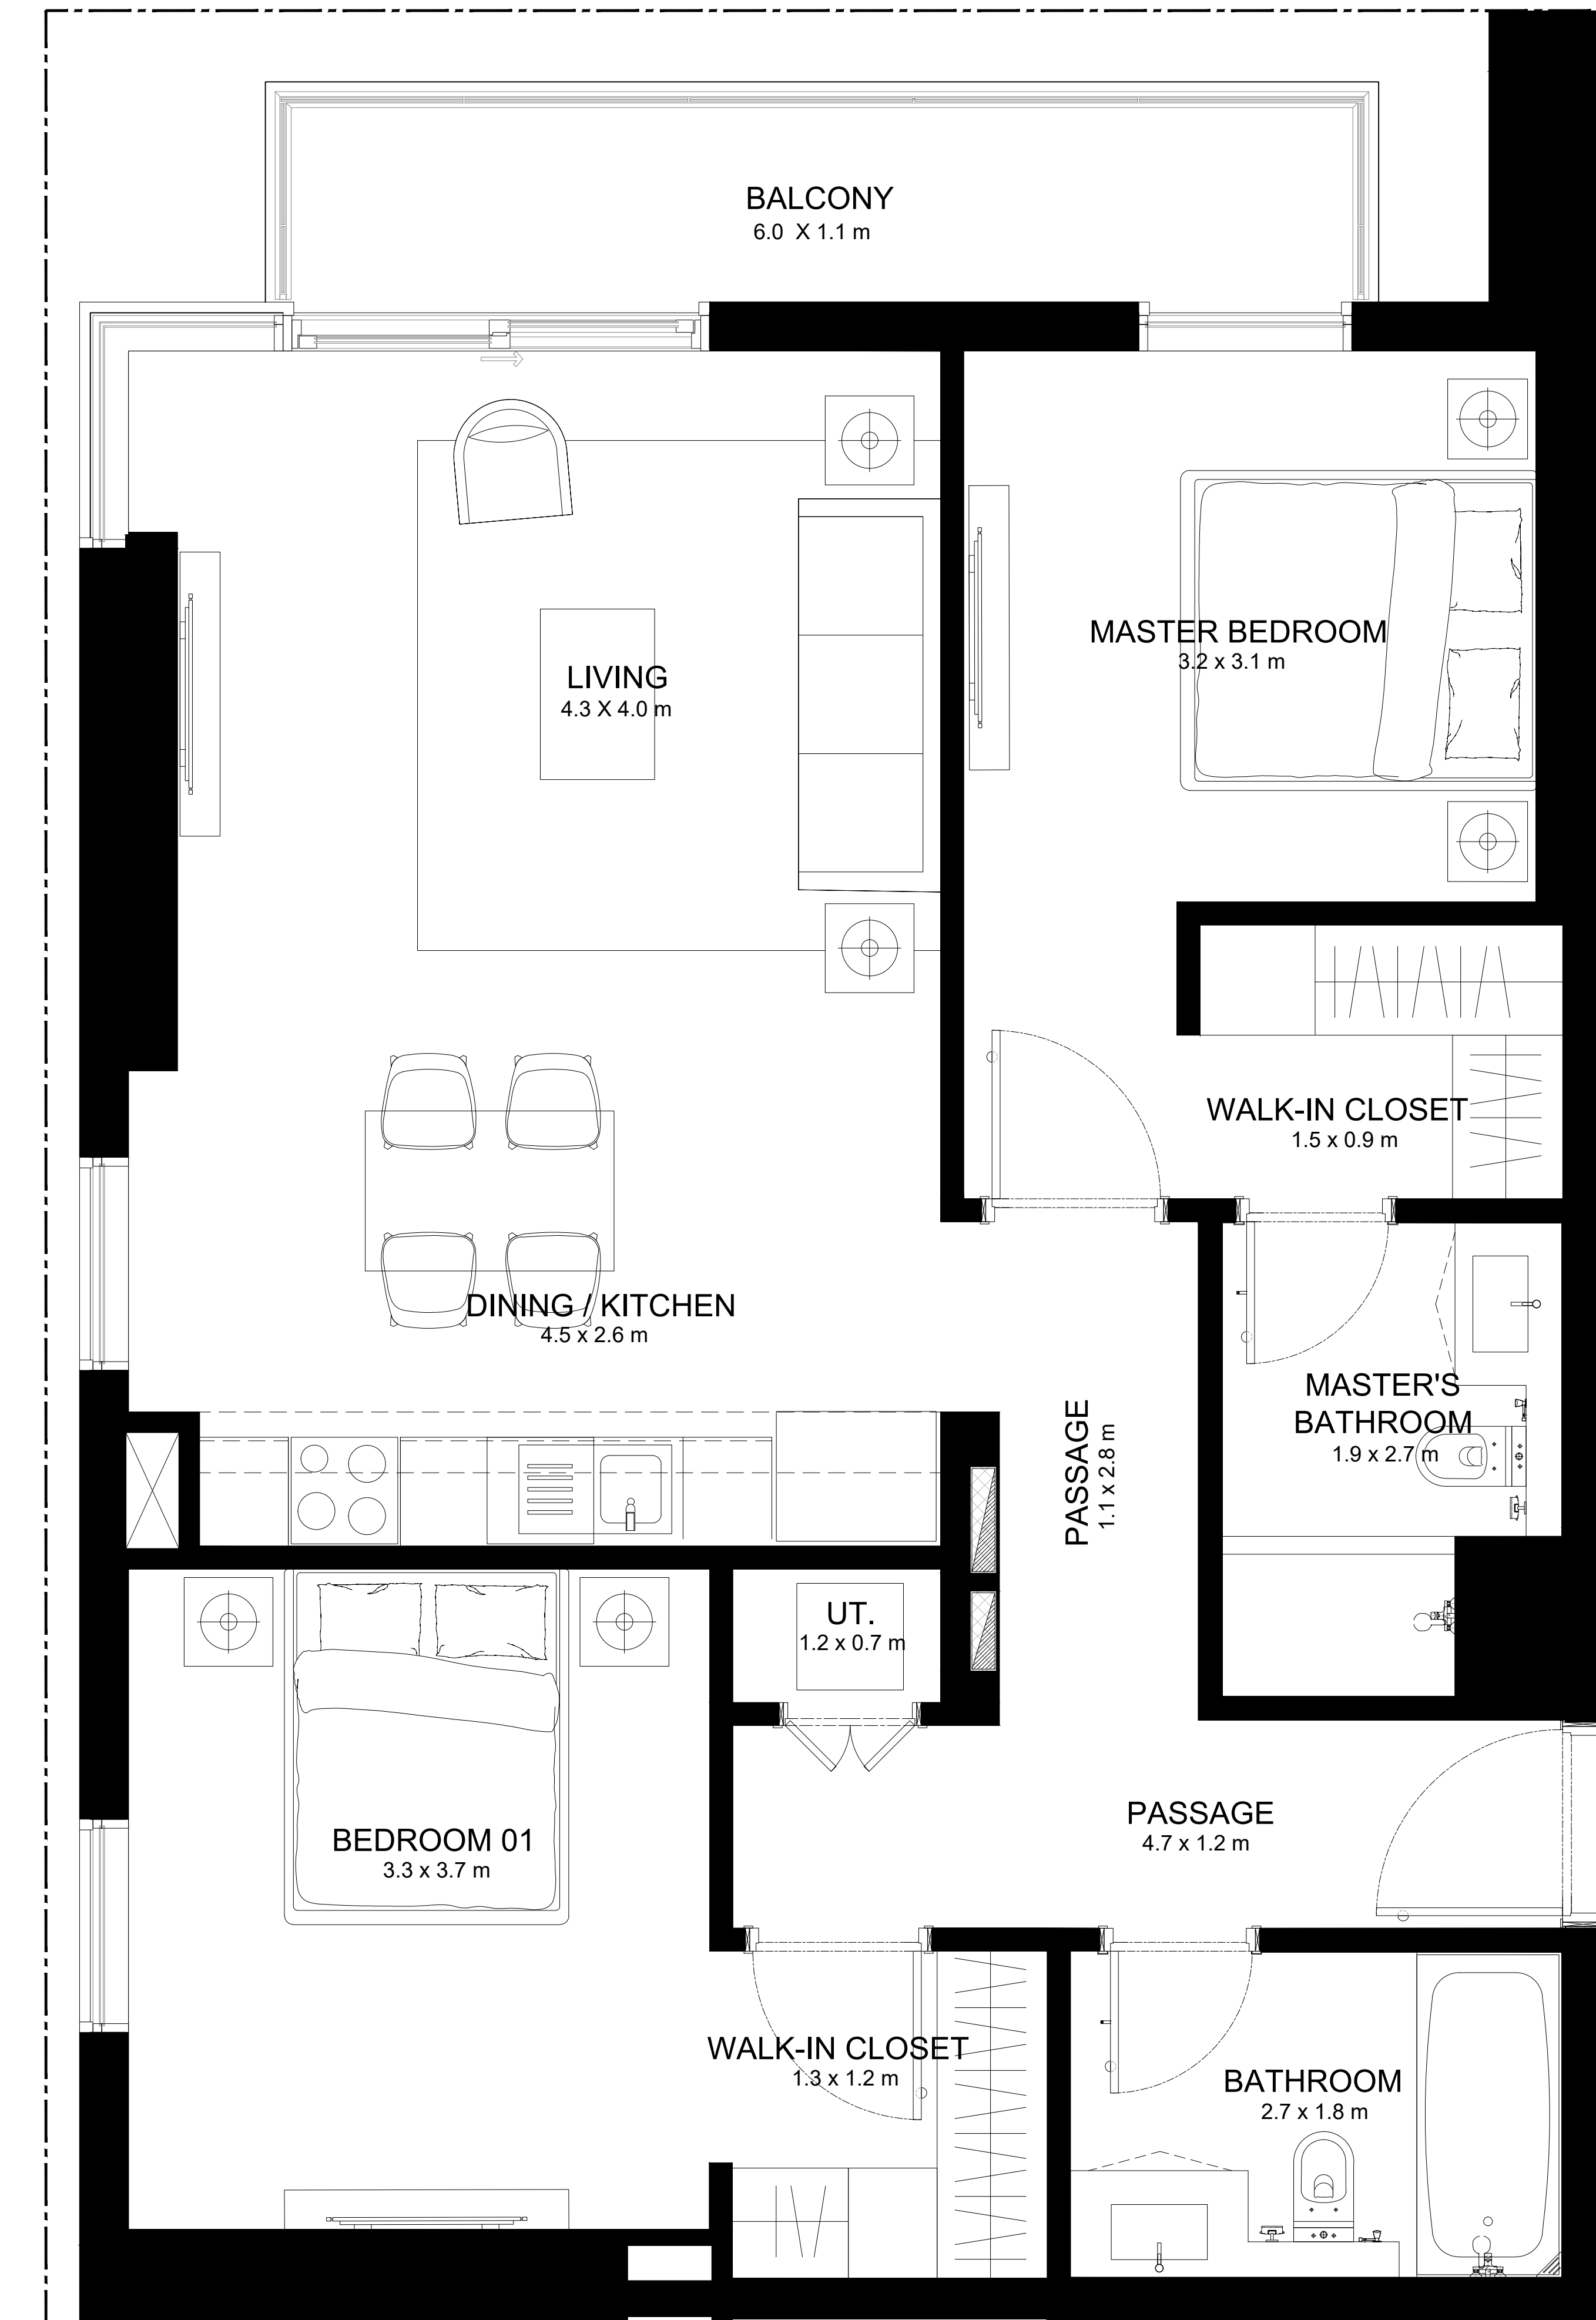 BALCONY
6.0 X 1.1 m
MASTER BEDROOM
3.2 x 3.1 m
LIVING
4.3 X 4.0 m
WALK-IN CLOSET
1.5 x 0.9 m
DINING / KITCHEN
4.5 x 2.6 m
MASTER'S
BATHROOM
1.9 x 2.7 m
PASSAGE
1.1 x 2.8 m
UT.
1.2 x 0.7 m
PASSAGE
4.7 x 1.2 m
BEDROOM 01
3.3 x 3.7 m
WALK-IN CLOSET
1.3 x 1.2 m
BATHROOM
2.7 x 1.8 m